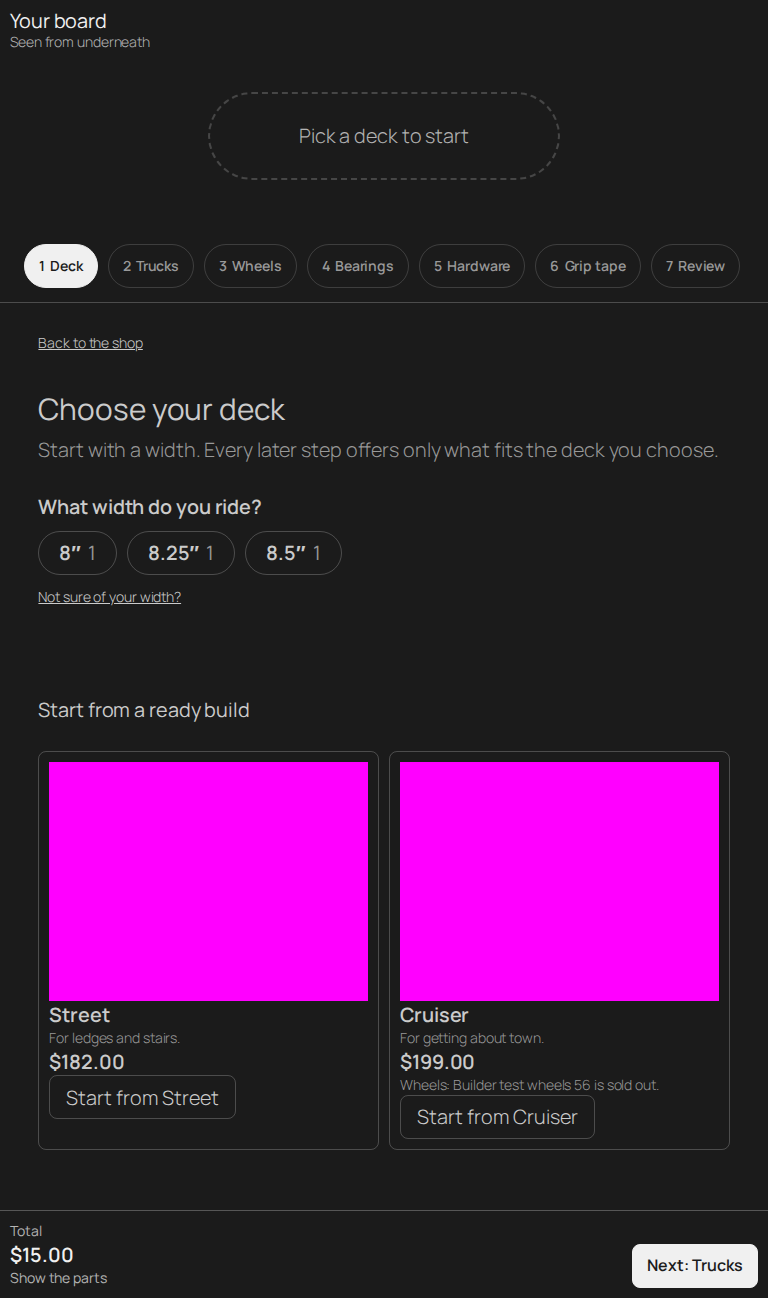 Your board
Seen from underneath
Pick a deck to start
1 Deck
2 Trucks
3 Wheels
4 Bearings
5 Hardware
6 Grip tape
7 Review
Back to the shop
Choose your deck
Start with a width. Every later step offers only what fits the deck you choose.
What width do you ride?
8″ 1
8.25″ 1
8.5″ 1
Not sure of your width?
Start from a ready build
Street
For ledges and stairs.
$182.00
Start from Street
Cruiser
For getting about town.
$199.00
Wheels: Builder test wheels 56 is sold out.
Start from Cruiser
Total
$15.00
Show the parts
Next: Trucks